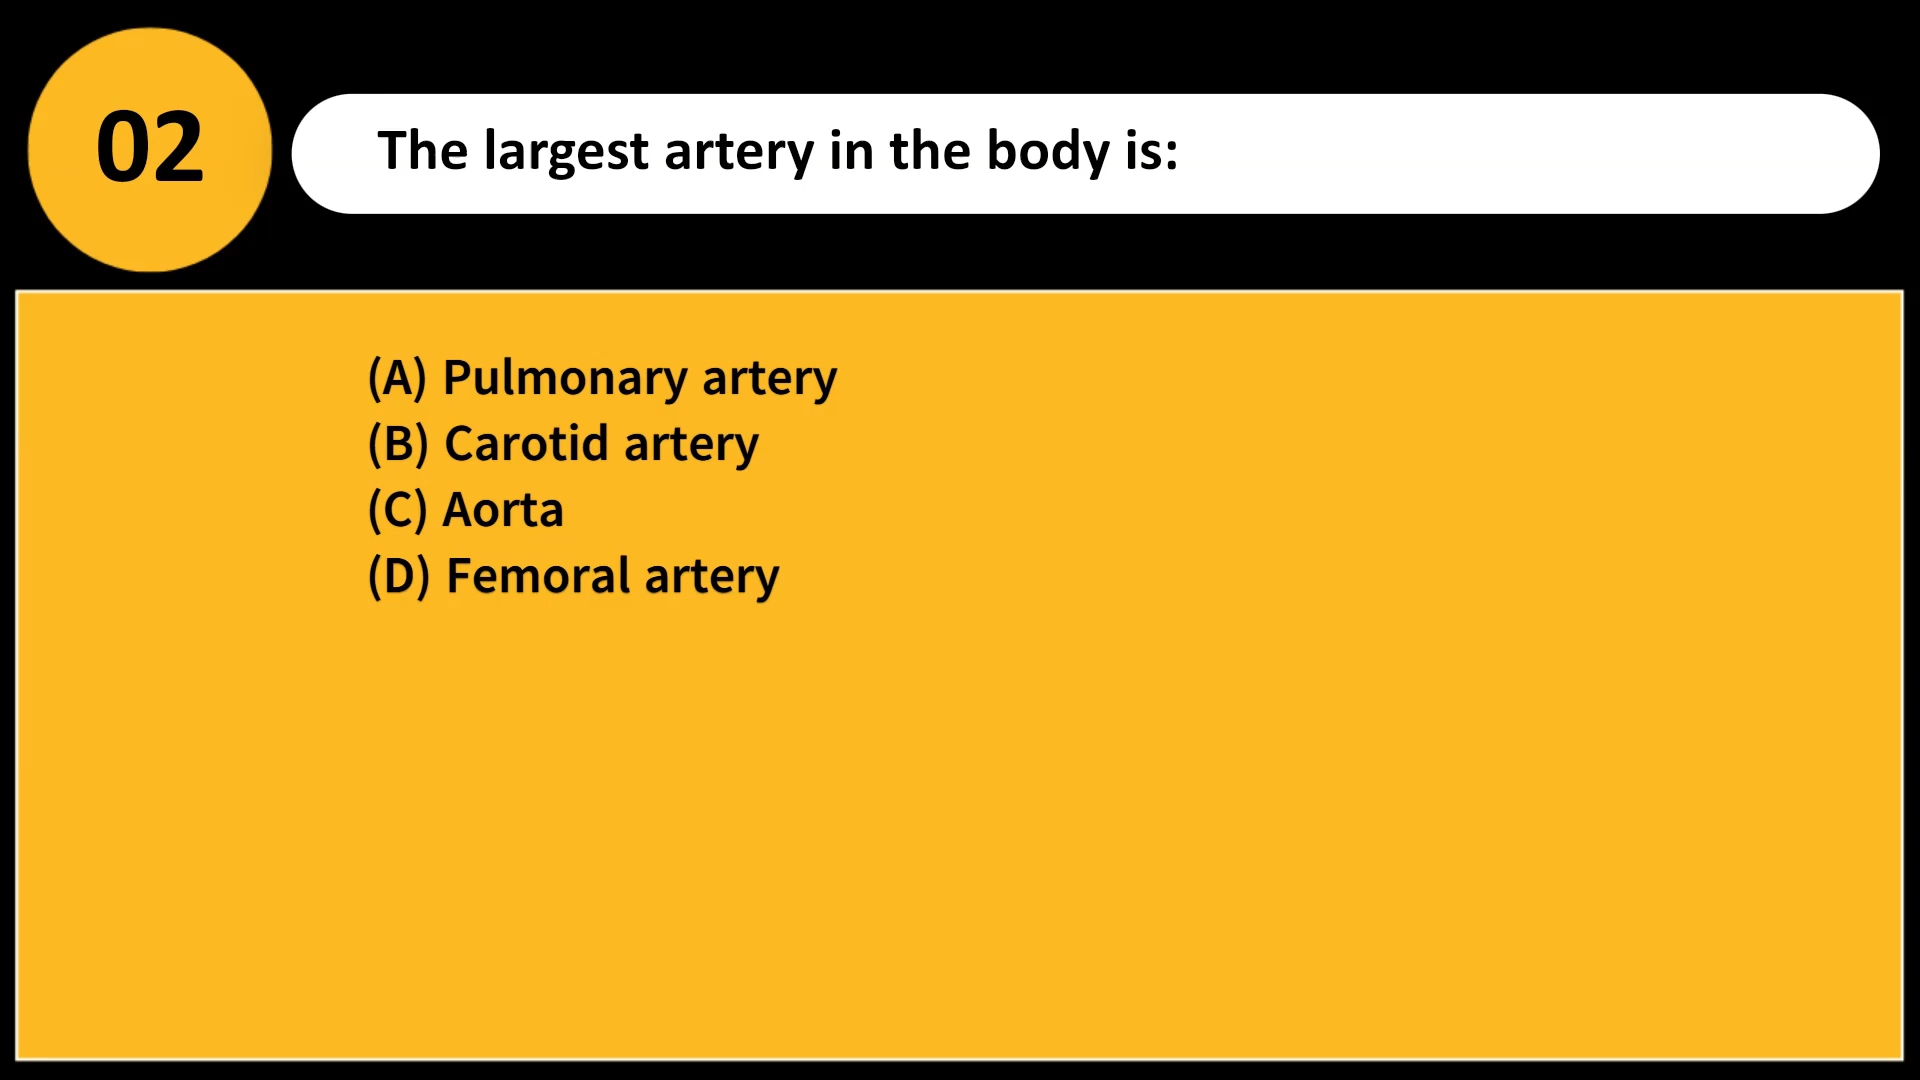 02
The largest artery in the body is:
(A) Pulmonary artery
(B) Carotid artery
(C) Aorta
(D) Femoral artery